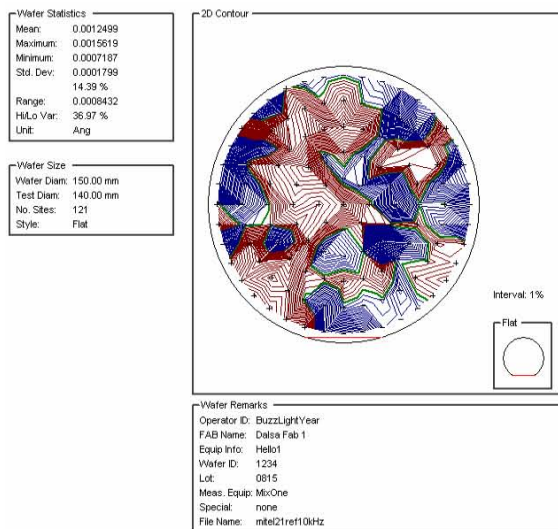 Wafer Statistics
Mean: 0.0012499
Maximum: 0.0015619
Minimum: 0.0007187
Std. Dev: 0.0001799
14.39 %
Range: 0.0008432
Hi/Lo Var: 36.97 %
Unit: Ang
Wafer Size
Wafer Diam: 150.00 mm
Test Diam: 140.00 mm
No. Sites: 121
Style: Flat
2D Contour
Interval: 1%
Flat
Wafer Remarks
Operator ID: BuzzLightYear
FAB Name: Dalsa Fab 1
Equip Info: Hello1
Wafer ID: 1234
Lot: 0815
Meas. Equip: MixOne
Special: none
File Name: mitel21ref10kHz